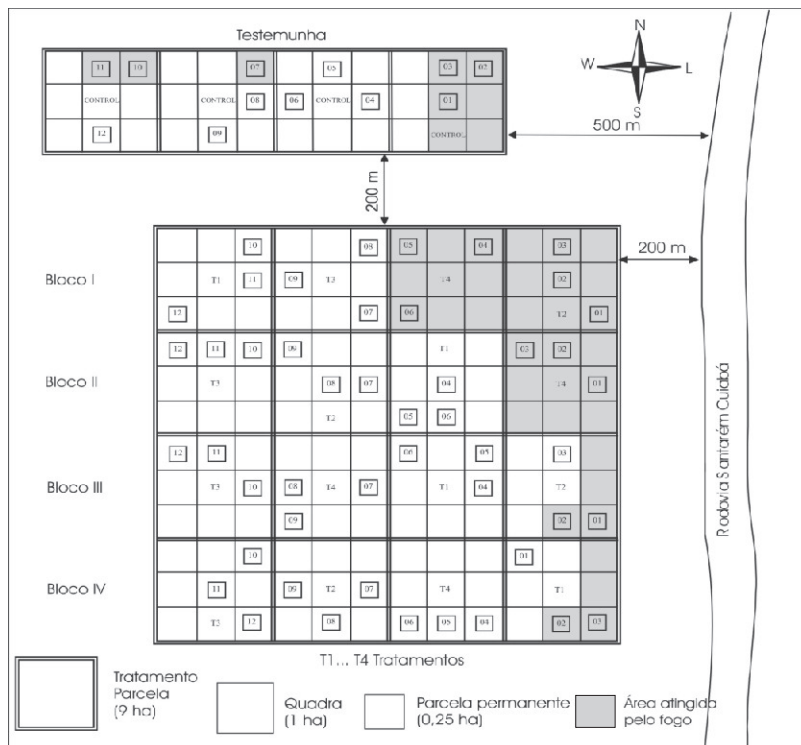 Testemunha
N
W L
S
11 10 07 05 03 02
CONTROL CONTROL 08 06 CONTROL 04 01
12 09 CONTROL
500 m
200 m
10 08 05 04 03
Bloco I T1 11 09 T3 T4 02
12 07 06 T2 01
200 m
12 11 10 09 T1 03 02
Bloco II T3 08 07 04 T4 01
T2 05 06
12 11 06 05 03
Bloco III T3 10 08 T4 07 T1 04 T2
09 02 01
10 01
Bloco IV 11 09 T2 07 T4 T1
T3 12 08 06 05 04 02 03
Rodovia Santarém Cuiabá
T1 ... T4 Tratamentos
Tratamento
Parcela
(9 ha)
Quadra
(1 ha)
Parcela permanente
(0,25 ha)
Área atingida
pelo fogo